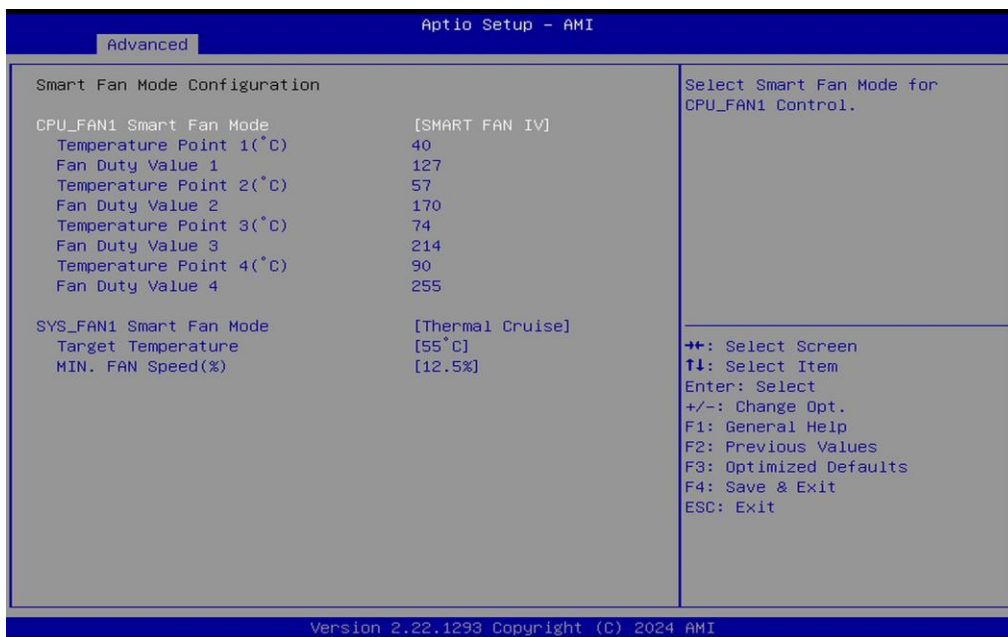 Aptio Setup – AMI
Advanced
Smart Fan Mode Configuration
CPU_FAN1 Smart Fan Mode [SMART FAN IV]
Temperature Point 1(°C) 40
Fan Duty Value 1 127
Temperature Point 2(°C) 57
Fan Duty Value 2 170
Temperature Point 3(°C) 74
Fan Duty Value 3 214
Temperature Point 4(°C) 90
Fan Duty Value 4 255
SYS_FAN1 Smart Fan Mode [Thermal Cruise]
Target Temperature [55°C]
MIN. FAN Speed(%) [12.5%]
Select Smart Fan Mode for
CPU_FAN1 Control.
→←: Select Screen
↑↓: Select Item
Enter: Select
+/-: Change Opt.
F1: General Help
F2: Previous Values
F3: Optimized Defaults
F4: Save & Exit
ESC: Exit
Version 2.22.1293 Copyright (C) 2024 AMI